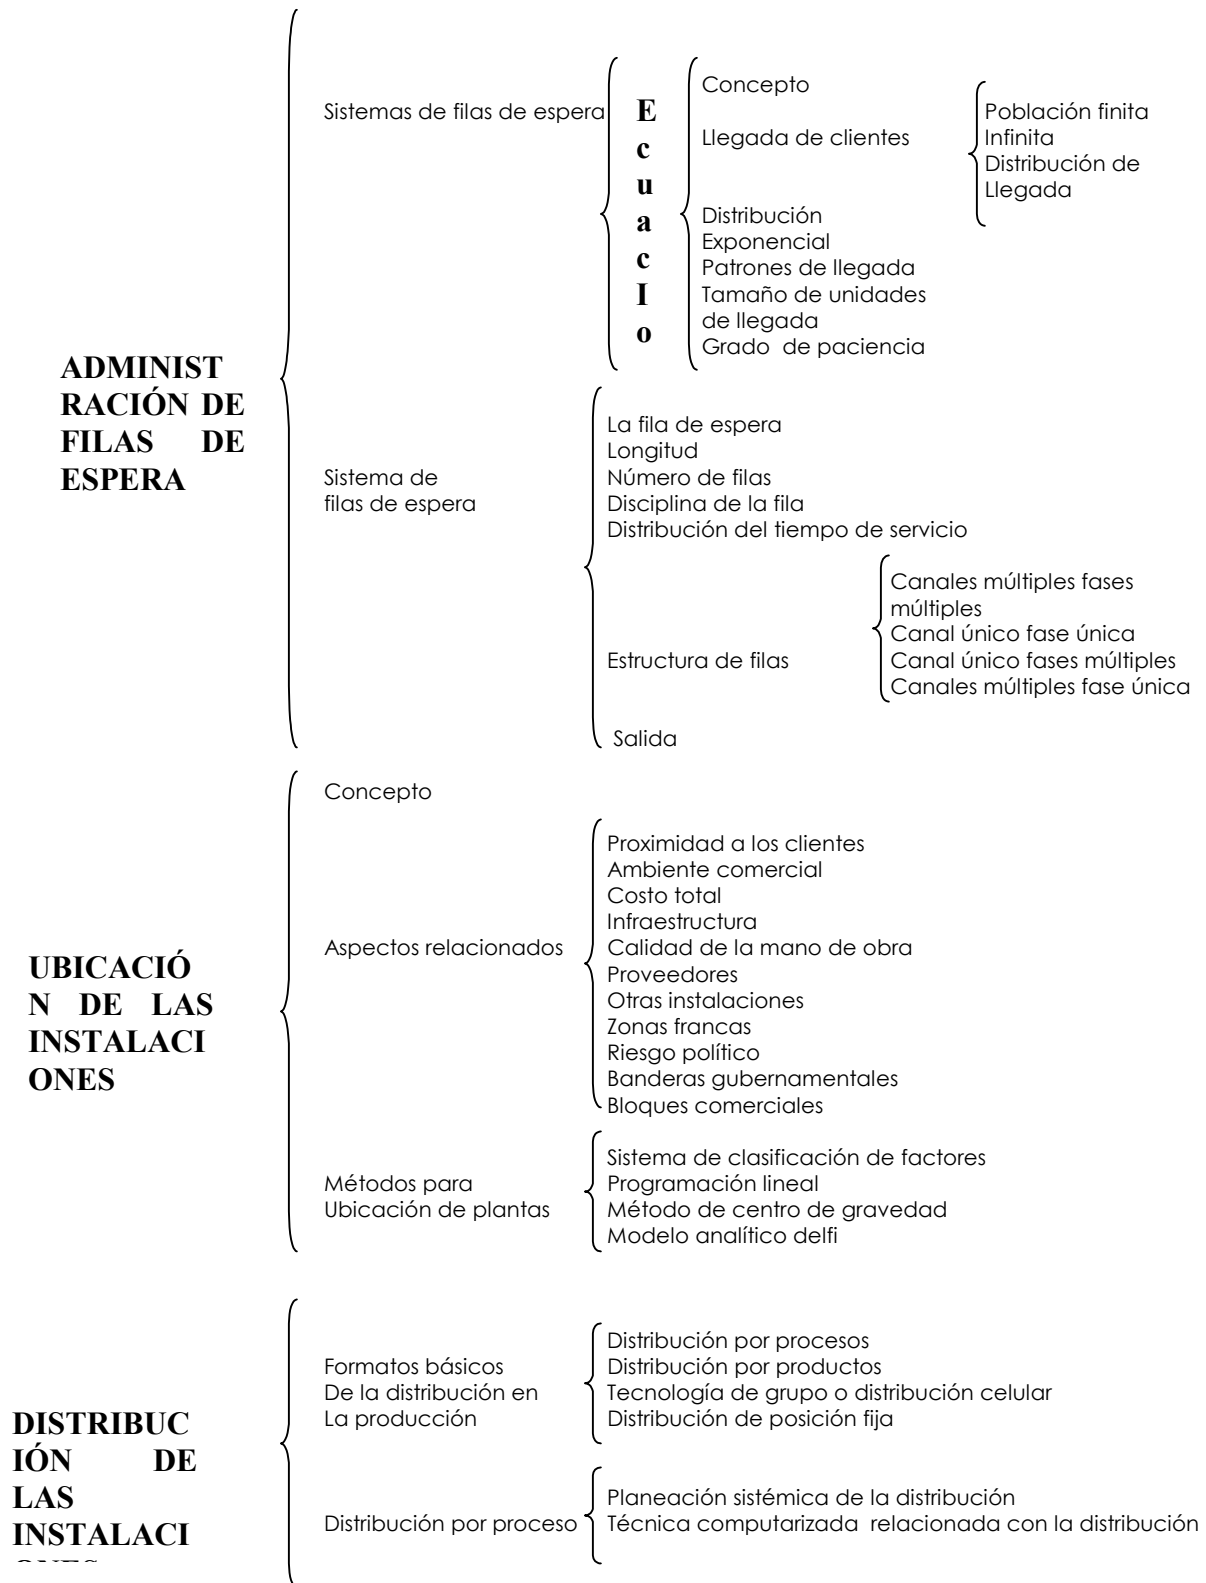 ADMINIST
RACIÓN DE
FILAS DE
ESPERA
Sistemas de filas de espera
E
c
u
a
c
I
o
Concepto
Llegada de clientes
Población finita
Infinita
Distribución de
Llegada
Distribución
Exponencial
Patrones de llegada
Tamaño de unidades
de llegada
Grado de paciencia
Sistema de
filas de espera
La fila de espera
Longitud
Número de filas
Disciplina de la fila
Distribución del tiempo de servicio
Estructura de filas
Canales múltiples fases
múltiples
Canal único fase única
Canal único fases múltiples
Canales múltiples fase única
Salida
UBICACIÓ
N DE LAS
INSTALACI
ONES
Concepto
Aspectos relacionados
Proximidad a los clientes
Ambiente comercial
Costo total
Infraestructura
Calidad de la mano de obra
Proveedores
Otras instalaciones
Zonas francas
Riesgo político
Banderas gubernamentales
Bloques comerciales
Métodos para
Ubicación de plantas
Sistema de clasificación de factores
Programación lineal
Método de centro de gravedad
Modelo analítico delfi
DISTRIBUC
IÓN DE
LAS
INSTALACI
ONES
Formatos básicos
De la distribución en
La producción
Distribución por procesos
Distribución por productos
Tecnología de grupo o distribución celular
Distribución de posición fija
Distribución por proceso
Planeación sistémica de la distribución
Técnica computarizada relacionada con la distribución